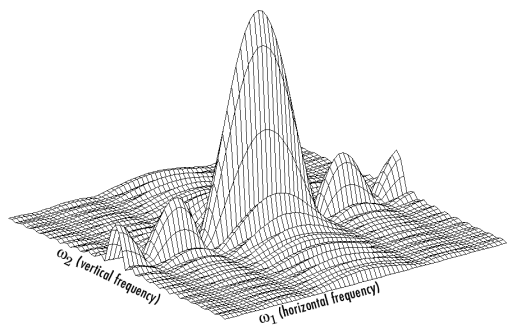 ω₂ (vertical frequency)
ω₁ (horizontal frequency)